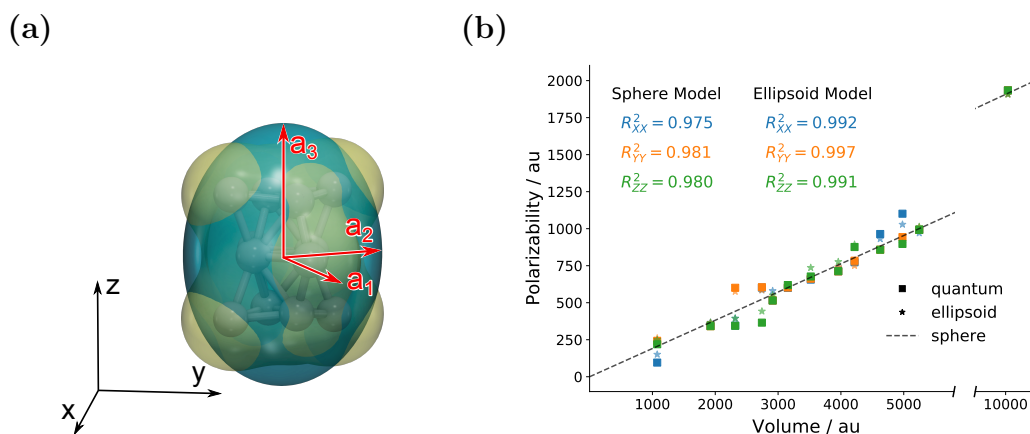 (a)
a3
a2
a1
z
y
x
(b)
Polarizability / au
2000
1750
1500
1250
1000
750
500
250
0
Sphere Model Ellipsoid Model
R²XX = 0.975 R²XX = 0.992
R²YY = 0.981 R²YY = 0.997
R²ZZ = 0.980 R²ZZ = 0.991
quantum
ellipsoid
sphere
1000 2000 3000 4000 5000 10000
Volume / au